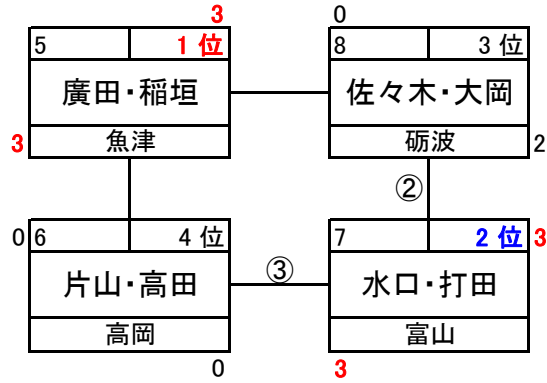 3 0
5 1 位 8 3 位
廣田・稲垣 佐々木・大岡
3 魚津 砺波 2
②
0 6 4 位 7 2 位 3
片山・高田 ③ 水口・打田
高岡 富山
0 3